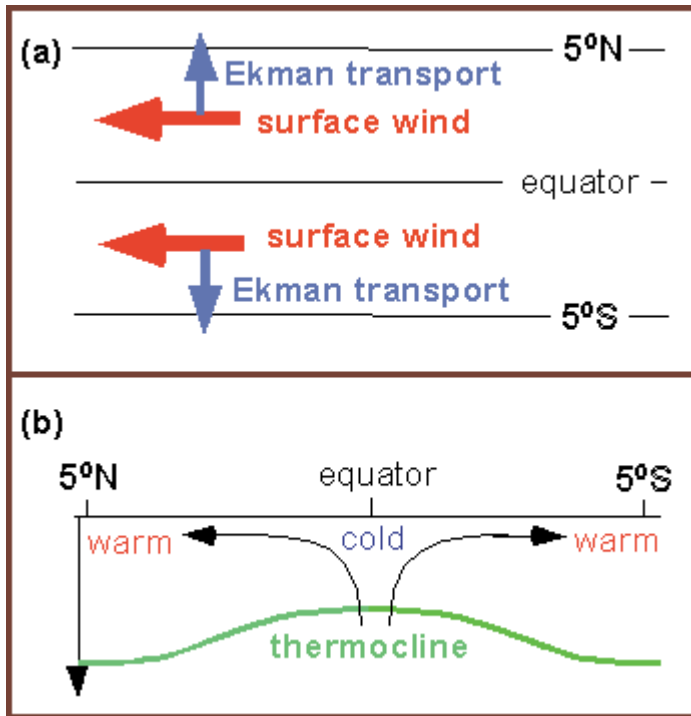 (a)
5ºN
Ekman transport
surface wind
equator
surface wind
Ekman transport
5ºS
(b)
5ºN equator 5ºS
warm cold warm
thermocline